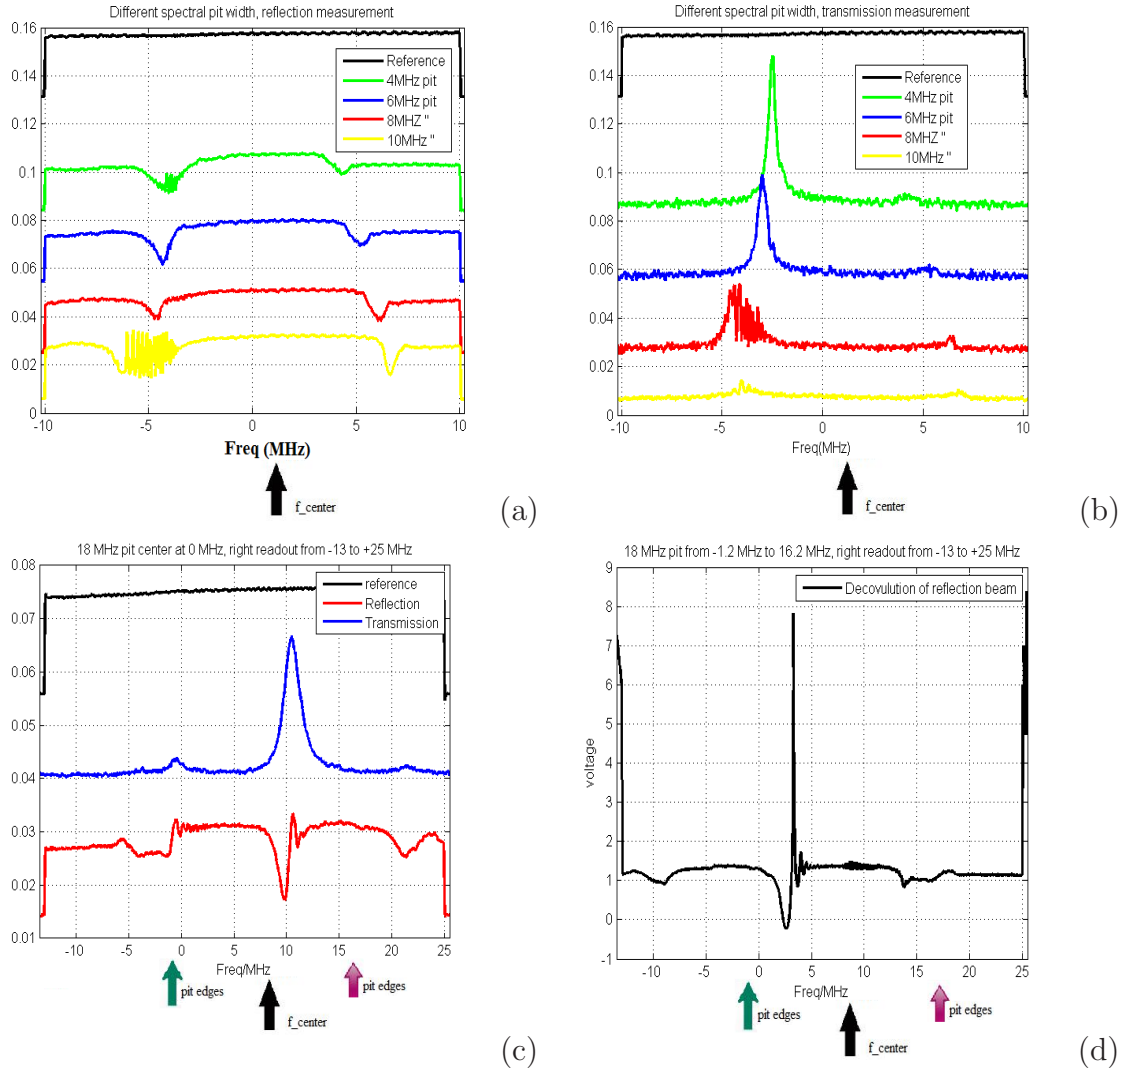 Different spectral pit width, reflection measurement
0.16
0.14
0.12
0.1
0.08
0.06
0.04
0.02
0
Reference
4MHz pit
6MHz pit
8MHZ "
10MHz "
-10
-5
0
5
10
Freq (MHz)
f_center
(a)
Different spectral pit width, transmission measurement
0.16
0.14
0.12
0.1
0.08
0.06
0.04
0.02
0
Reference
4MHz pit
6MHz pit
8MHZ "
10MHz "
-10
-5
0
5
10
Freq(MHz)
f_center
(b)
18 MHz pit center at 0 MHz, right readout from -13 to +25 MHz
0.08
0.07
0.06
0.05
0.04
0.03
0.02
0.01
reference
Reflection
Transmission
-10
-5
0
5
10
15
20
25
Freq/MHz
pit edges
pit edges
f_center
(c)
18 MHz pit from -1.2 MHz to 16.2 MHz, right readout from -13 to +25 MHz
9
8
7
6
5
4
3
2
1
0
-1
voltage
Decovulution of reflection beam
-10
-5
0
5
10
15
20
25
Freq/MHz
pit edges
pit edges
f_center
(d)